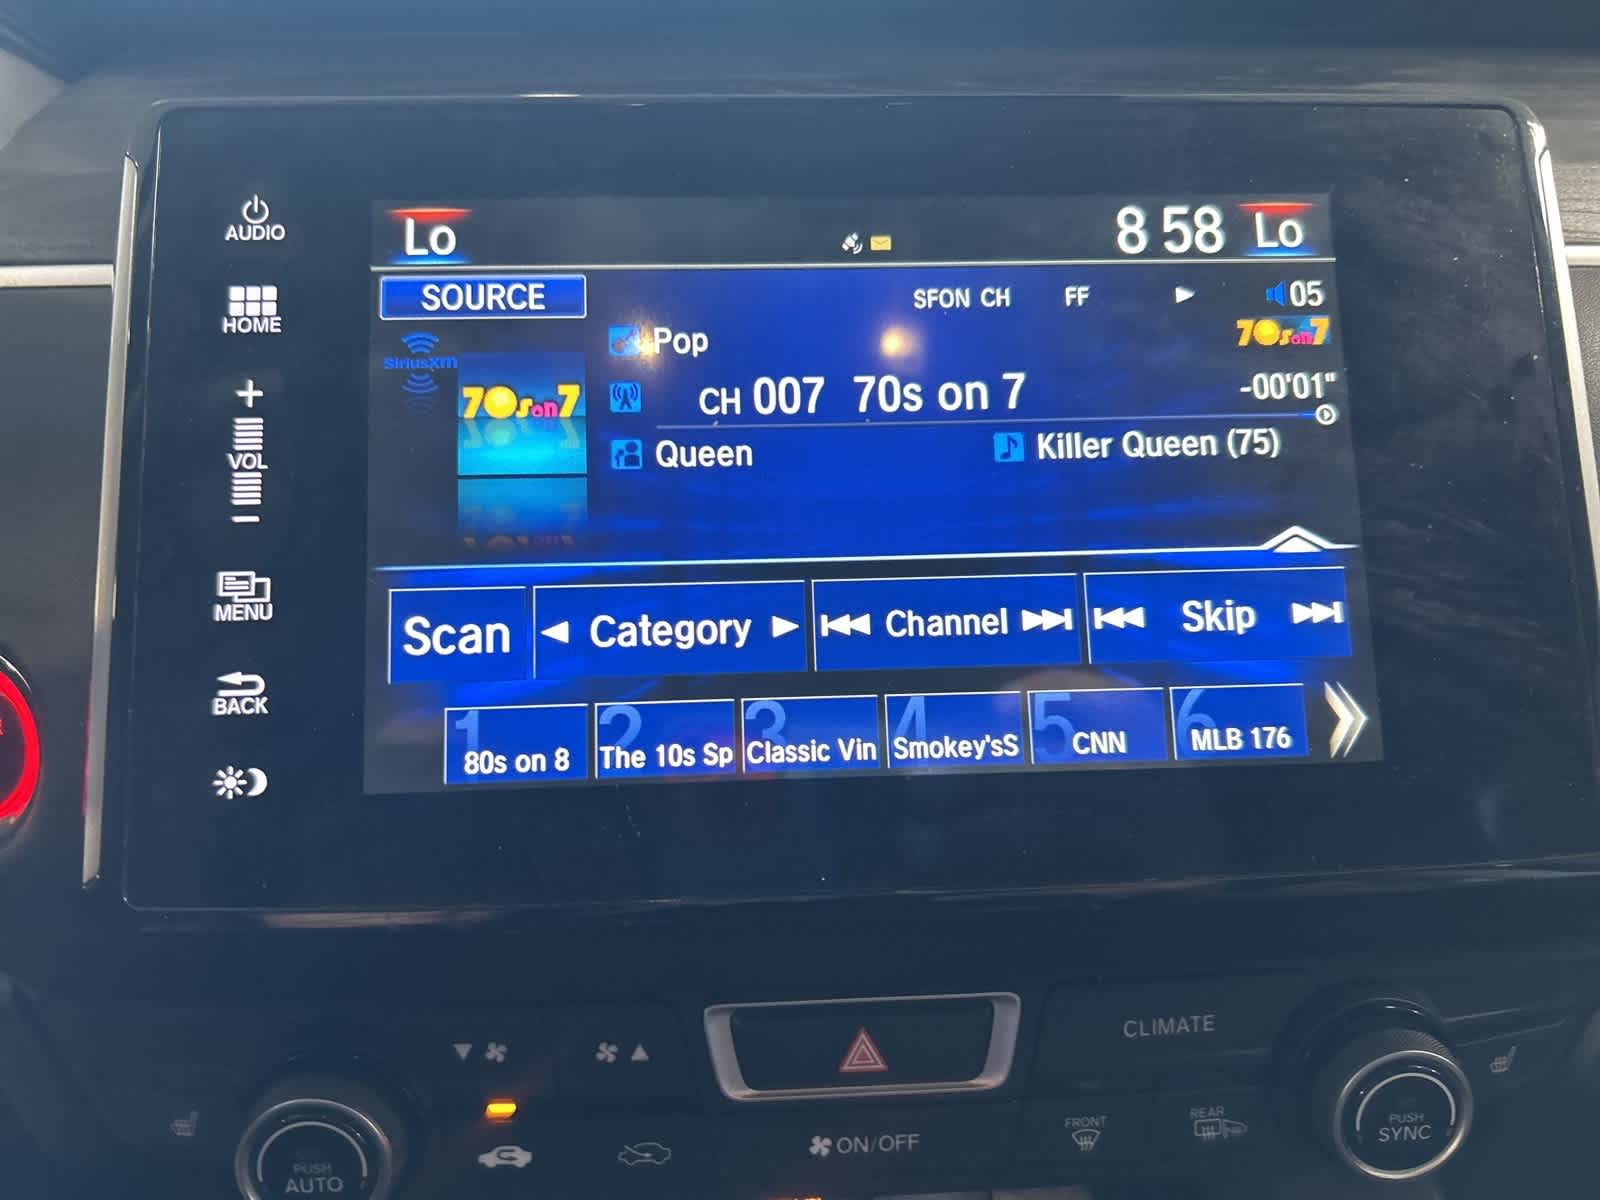 AUDIO
HOME
+
VOL
−
MENU
BACK
Lo
8 58 Lo
SOURCE
SFON CH FF
05
SiriusXm
70s on 7
Pop
70s on 7
CH 007 70s on 7
-00'01"
Queen
Killer Queen (75)
Scan
Category
Channel
Skip
1 80s on 8
2 The 10s Sp
3 Classic Vin
4 Smokey'sS
5 CNN
6 MLB 176
CLIMATE
ON/OFF
FRONT
REAR
PUSH
AUTO
PUSH
SYNC